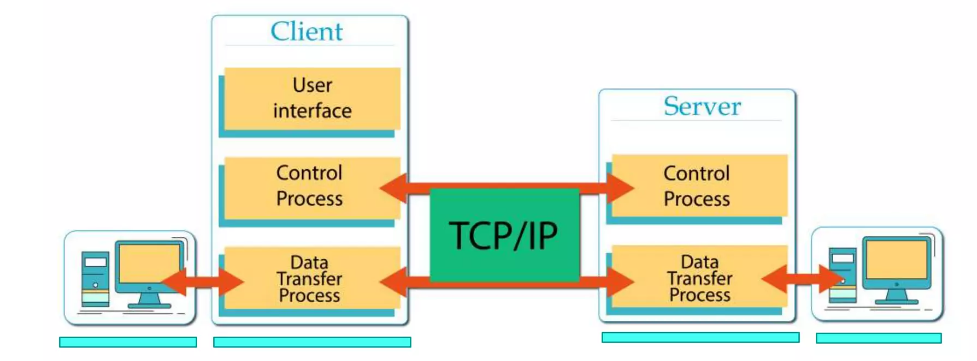 Client
User
interface
Control
Process
Data
Transfer
Process
TCP/IP
Server
Control
Process
Data
Transfer
Process